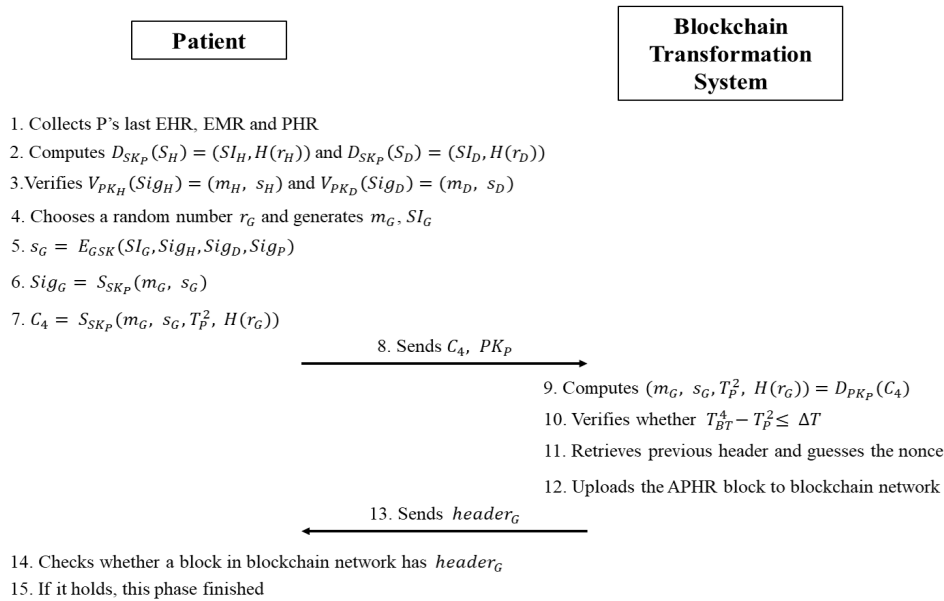 Patient
Blockchain
Transformation
System
1. Collects P’s last EHR, EMR and PHR
2. Computes $D_{SK_P}(S_H) = (SI_H, H(r_H))$ and $D_{SK_P}(S_D) = (SI_D, H(r_D))$
3.Verifies $V_{PK_H}(Sig_H) = (m_H, s_H)$ and $V_{PK_D}(Sig_D) = (m_D, s_D)$
4. Chooses a random number $r_G$ and generates $m_G, SI_G$
5. $s_G = E_{GSK}(SI_G, Sig_H, Sig_D, Sig_P)$
6. $Sig_G = S_{SK_P}(m_G, s_G)$
7. $C_4 = S_{SK_P}(m_G, s_G, T_P^2, H(r_G))$
8. Sends $C_4, PK_P$
9. Computes $(m_G, s_G, T_P^2, H(r_G)) = D_{PK_P}(C_4)$
10. Verifies whether $T_{BT}^4 - T_P^2 \leq \Delta T$
11. Retrieves previous header and guesses the nonce
12. Uploads the APHR block to blockchain network
13. Sends $header_G$
14. Checks whether a block in blockchain network has $header_G$
15. If it holds, this phase finished